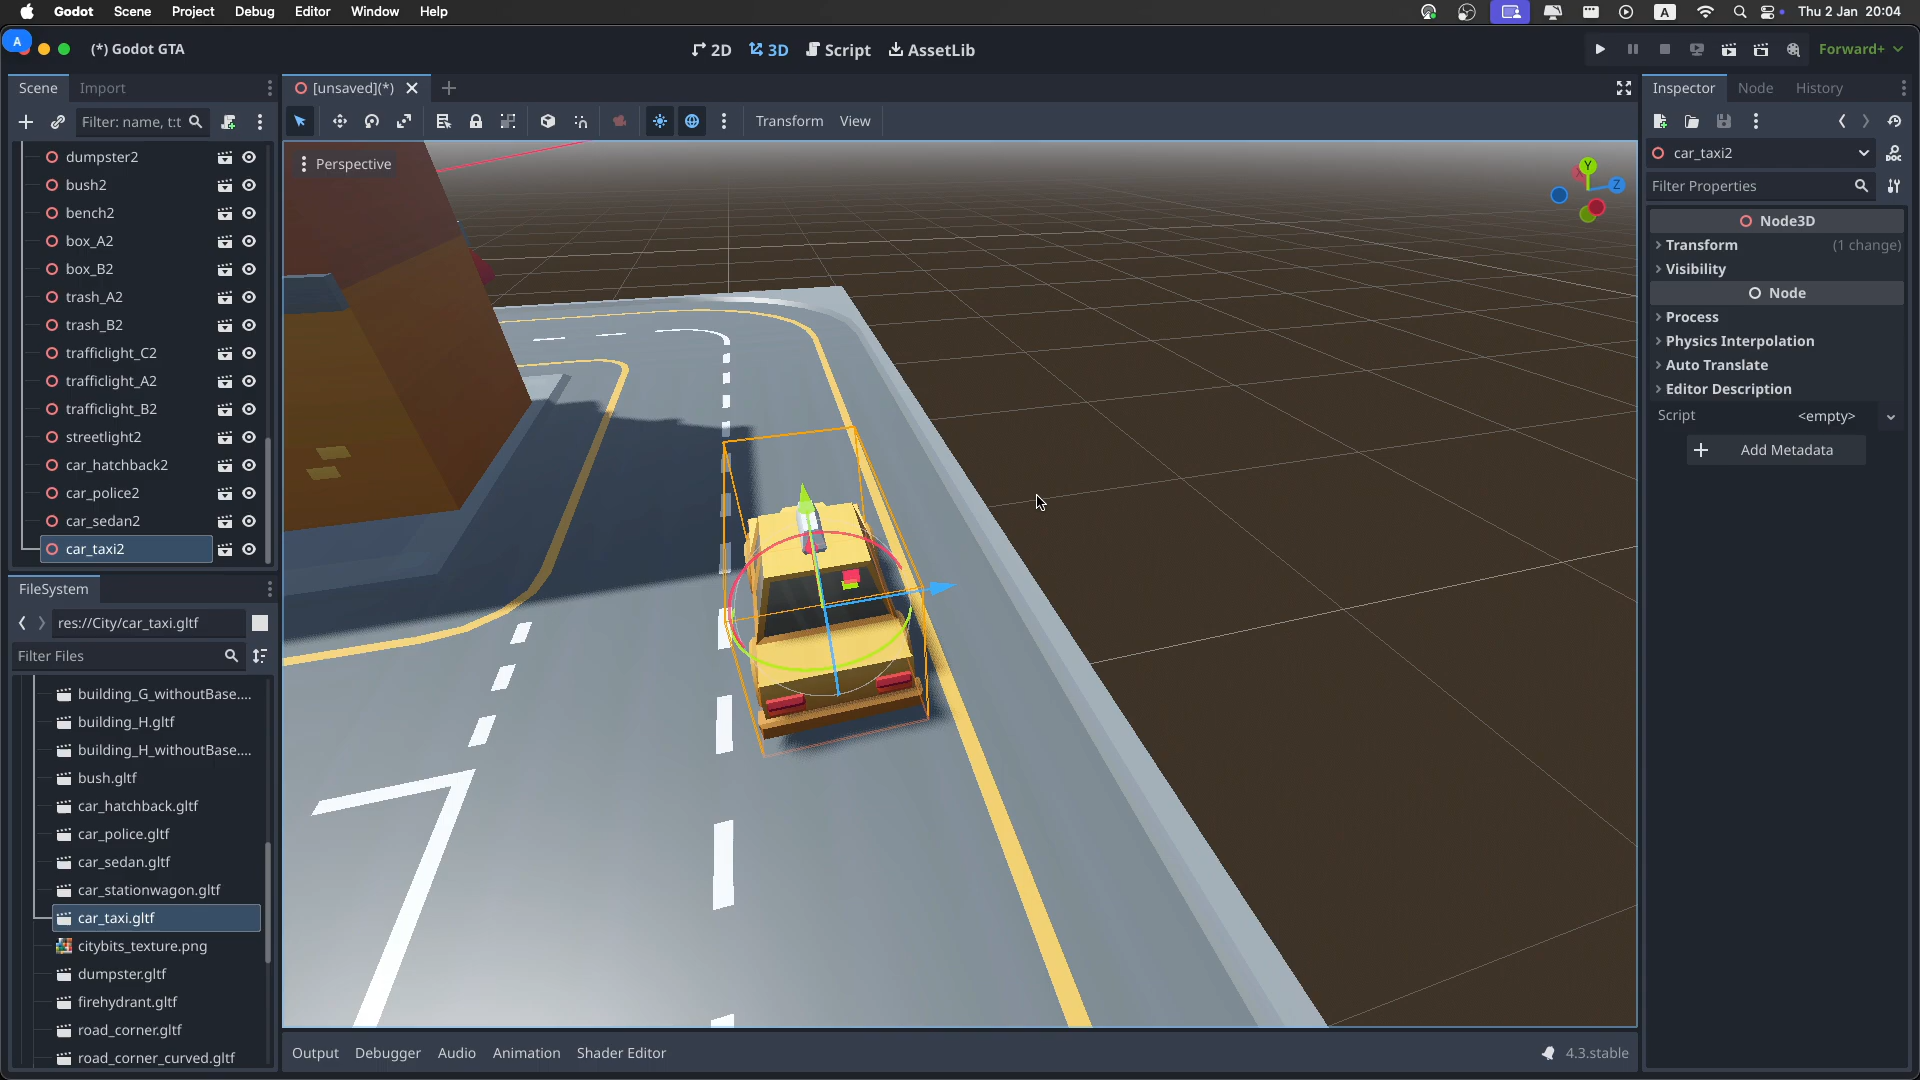 Godot Scene Project Debug Editor Window Help
A Thu 2 Jan 20:04
A (*) Godot GTA
2D 3D Script AssetLib
Forward+
Scene Import
[unsaved](*)
Inspector Node History
Filter: name, t:t
Transform View
Perspective
Y
X
Z
car_taxi2
DOC
Filter Properties
Node3D
Transform (1 change)
Visibility
Node
Process
Physics Interpolation
Auto Translate
Editor Description
Script <empty>
Add Metadata
dumpster2
bush2
bench2
box_A2
box_B2
trash_A2
trash_B2
trafficlight_C2
trafficlight_A2
trafficlight_B2
streetlight2
car_hatchback2
car_police2
car_sedan2
car_taxi2
FileSystem
res://City/car_taxi.gltf
Filter Files
building_G_withoutBase....
building_H.gltf
building_H_withoutBase....
bush.gltf
car_hatchback.gltf
car_police.gltf
car_sedan.gltf
car_stationwagon.gltf
car_taxi.gltf
citybits_texture.png
dumpster.gltf
firehydrant.gltf
road_corner.gltf
road_corner_curved.gltf
Output Debugger Audio Animation Shader Editor
4.3.stable